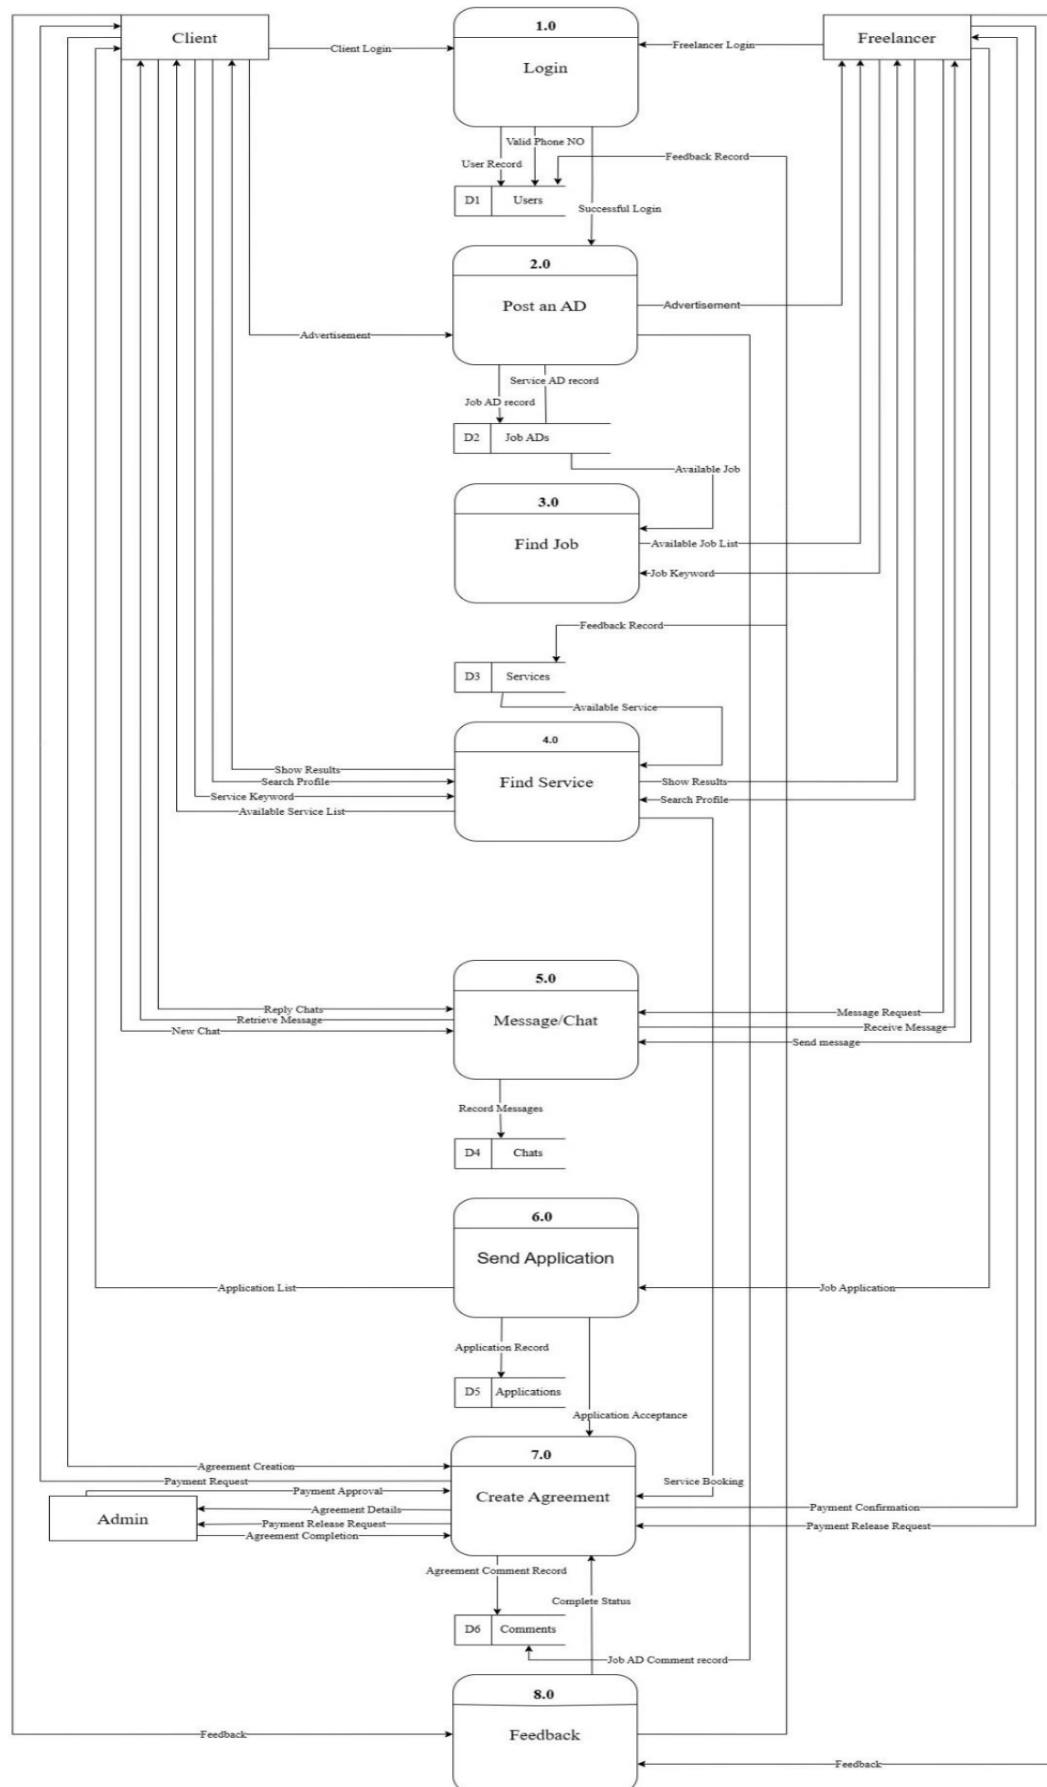 Client
1.0
Freelancer
Client Login
Login
Freelancer Login
Valid Phone NO
User Record
Feedback Record
D1 Users
Successful Login
2.0
Post an AD
Advertisement
Advertisement
Service AD record
Job AD record
D2 Job ADs
Available Job
3.0
Find Job
Available Job List
Job Keyword
Feedback Record
D3 Services
Available Service
4.0
Find Service
Show Results
Search Profile
Service Keyword
Available Service List
Show Results
Search Profile
5.0
Message/Chat
Reply Chats
Retrieve Message
New Chat
Message Request
Receive Message
Send message
Record Messages
D4 Chats
6.0
Send Application
Application List
Job Application
Application Record
D5 Applications
Application Acceptance
7.0
Create Agreement
Agreement Creation
Payment Request
Payment Approval
Agreement Details
Payment Release Request
Agreement Completion
Admin
Service Booking
Payment Confirmation
Payment Release Request
Agreement Comment Record
Complete Status
D6 Comments
Job AD Comment record
8.0
Feedback
Feedback
Feedback